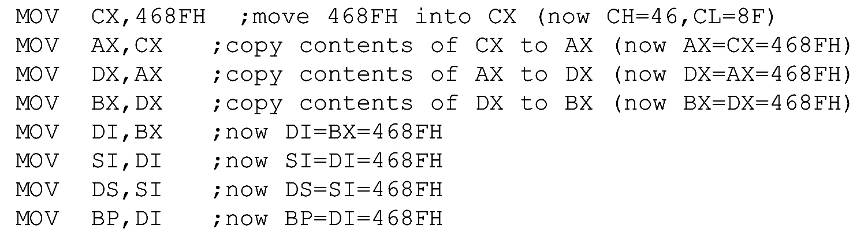 MOV CX,468FH ;move 468FH into CX (now CH=46,CL=8F)
MOV AX,CX ;copy contents of CX to AX (now AX=CX=468FH)
MOV DX,AX ;copy contents of AX to DX (now DX=AX=468FH)
MOV BX,DX ;copy contents of DX to BX (now BX=DX=468FH)
MOV DI,BX ;now DI=BX=468FH
MOV SI,DI ;now SI=DI=468FH
MOV DS,SI ;now DS=SI=468FH
MOV BP,DI ;now BP=DI=468FH